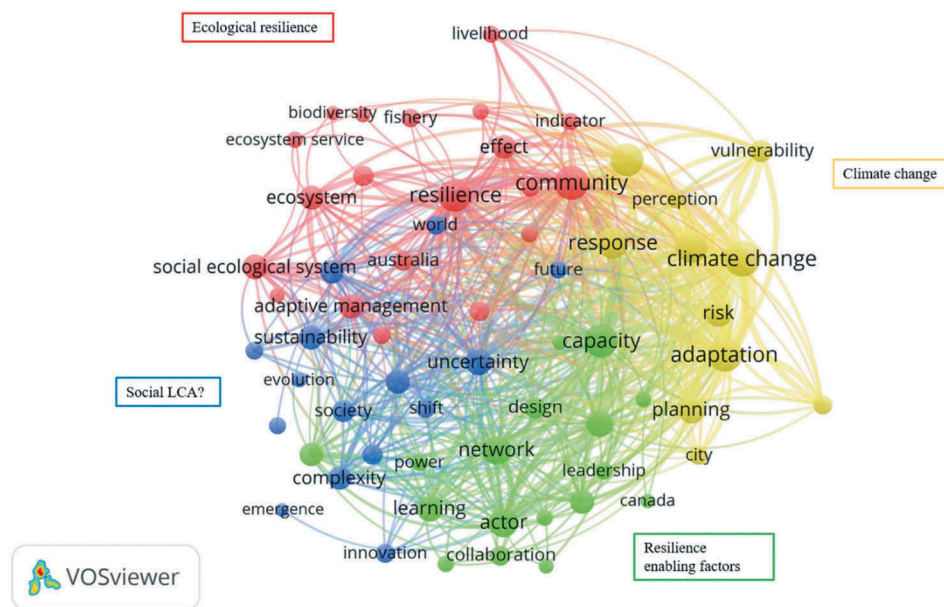 Ecological resilience
livelihood
biodiversity
fishery
indicator
ecosystem service
effect
vulnerability
Climate change
community
resilience
perception
ecosystem
world
response
climate change
social ecological system
australia
future
adaptive management
risk
sustainability
capacity
uncertainty
adaptation
evolution
Social LCA?
society
shift
design
planning
network
city
power
leadership
complexity
canada
emergence
learning
actor
innovation
collaboration
Resilience
enabling factors
VOSviewer